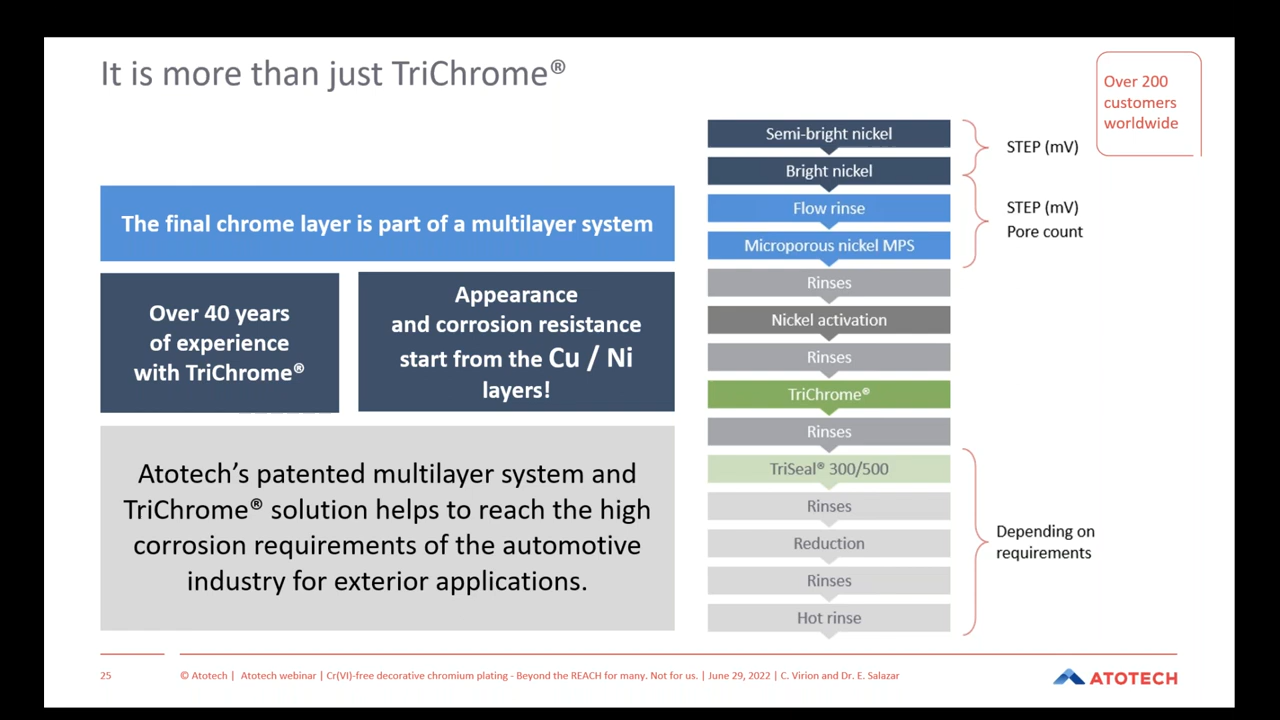 It is more than just TriChrome®
Over 200
customers
worldwide
The final chrome layer is part of a multilayer system
Over 40 years
of experience
with TriChrome®
Appearance
and corrosion resistance
start from the Cu / Ni
layers!
Atotech’s patented multilayer system and
TriChrome® solution helps to reach the high
corrosion requirements of the automotive
industry for exterior applications.
Semi-bright nickel
Bright nickel
Flow rinse
Microporous nickel MPS
Rinses
Nickel activation
Rinses
TriChrome®
Rinses
TriSeal® 300/500
Rinses
Reduction
Rinses
Hot rinse
STEP (mV)
STEP (mV)
Pore count
Depending on
requirements
25
© Atotech | Atotech webinar | Cr(VI)-free decorative chromium plating - Beyond the REACH for many. Not for us. | June 29, 2022 | C. Virion and Dr. E. Salazar
ATOTECH